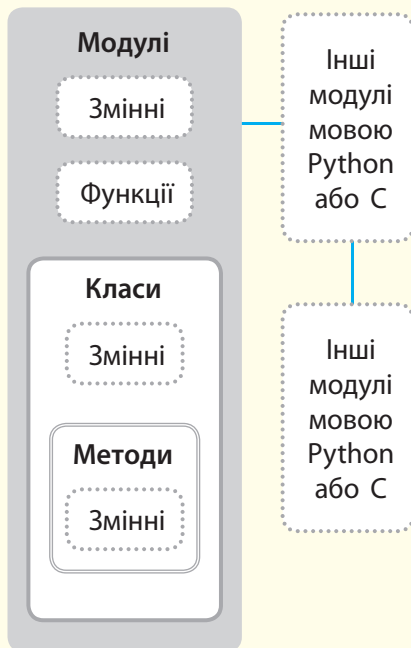 Модулі
Змінні
Функції
Класи
Змінні
Методи
Змінні
Інші
модулі
мовою
Python
або С
Інші
модулі
мовою
Python
або С